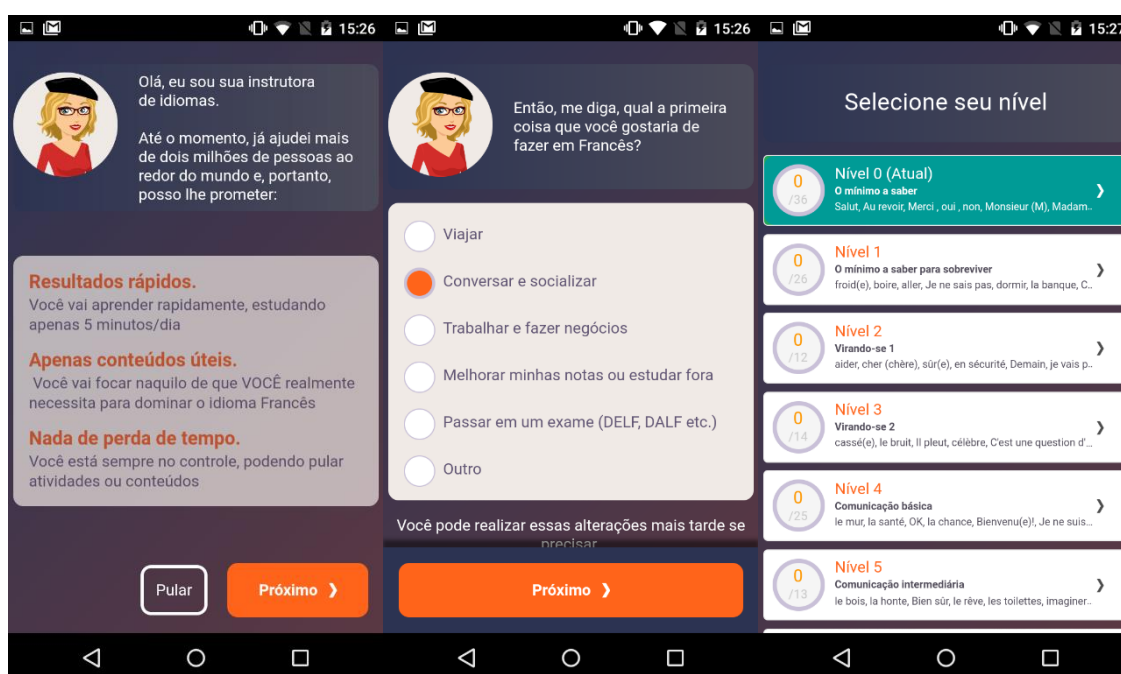 15:26
Olá, eu sou sua instrutora
de idiomas.
Até o momento, já ajudei mais
de dois milhões de pessoas ao
redor do mundo e, portanto,
posso lhe prometer:
Resultados rápidos.
Você vai aprender rapidamente, estudando
apenas 5 minutos/dia
Apenas conteúdos úteis.
Você vai focar naquilo de que VOCÊ realmente
necessita para dominar o idioma Francês
Nada de perda de tempo.
Você está sempre no controle, podendo pular
atividades ou conteúdos
Pular
Próximo ❯
15:26
Então, me diga, qual a primeira
coisa que você gostaria de
fazer em Francês?
Viajar
Conversar e socializar
Trabalhar e fazer negócios
Melhorar minhas notas ou estudar fora
Passar em um exame (DELF, DALF etc.)
Outro
Você pode realizar essas alterações mais tarde se
precisar
Próximo ❯
15:27
Selecione seu nível
0
/36
Nível 0 (Atual)
O mínimo a saber
Salut, Au revoir, Merci , oui , non, Monsieur (M), Madam..
0
/26
Nível 1
O mínimo a saber para sobreviver
froid(e), boire, aller, Je ne sais pas, dormir, la banque, C..
0
/12
Nível 2
Virando-se 1
aider, cher (chère), sûr(e), en sécurité, Demain, je vais p..
0
/14
Nível 3
Virando-se 2
cassé(e), le bruit, Il pleut, célèbre, C'est une question d'...
0
/25
Nível 4
Comunicação básica
le mur, la santé, OK, la chance, Bienvenu(e)!, Je ne suis...
0
/13
Nível 5
Comunicação intermediária
le bois, la honte, Bien sûr, le rêve, les toilettes, imaginer..